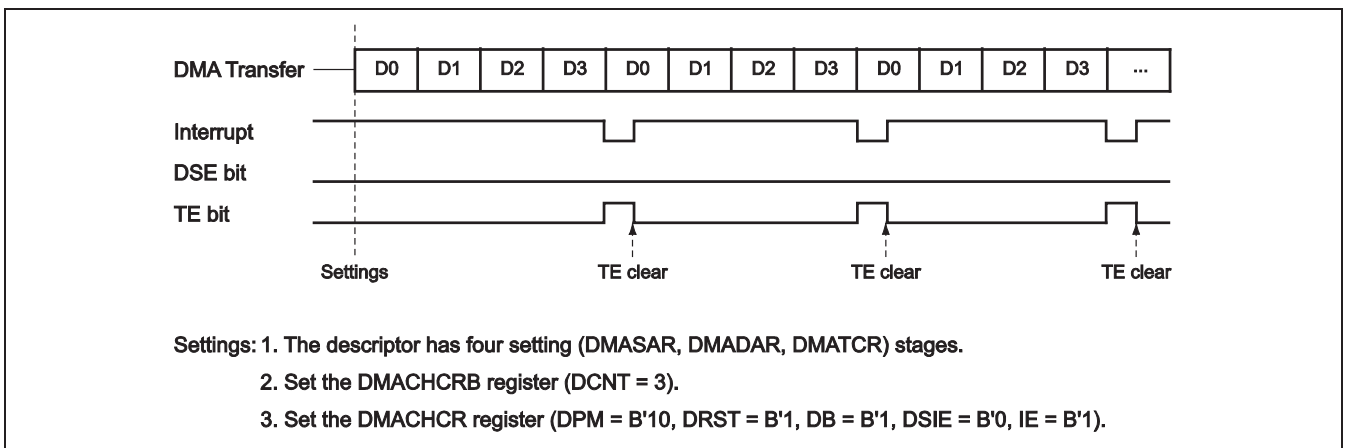 DMA Transfer D0 D1 D2 D3 D0 D1 D2 D3 D0 D1 D2 D3 ...
Interrupt
DSE bit
TE bit
Settings TE clear TE clear TE clear
Settings: 1. The descriptor has four setting (DMASAR, DMADAR, DMATCR) stages.
2. Set the DMACHCRB register (DCNT = 3).
3. Set the DMACHCR register (DPM = B'10, DRST = B'1, DB = B'1, DSIE = B'0, IE = B'1).